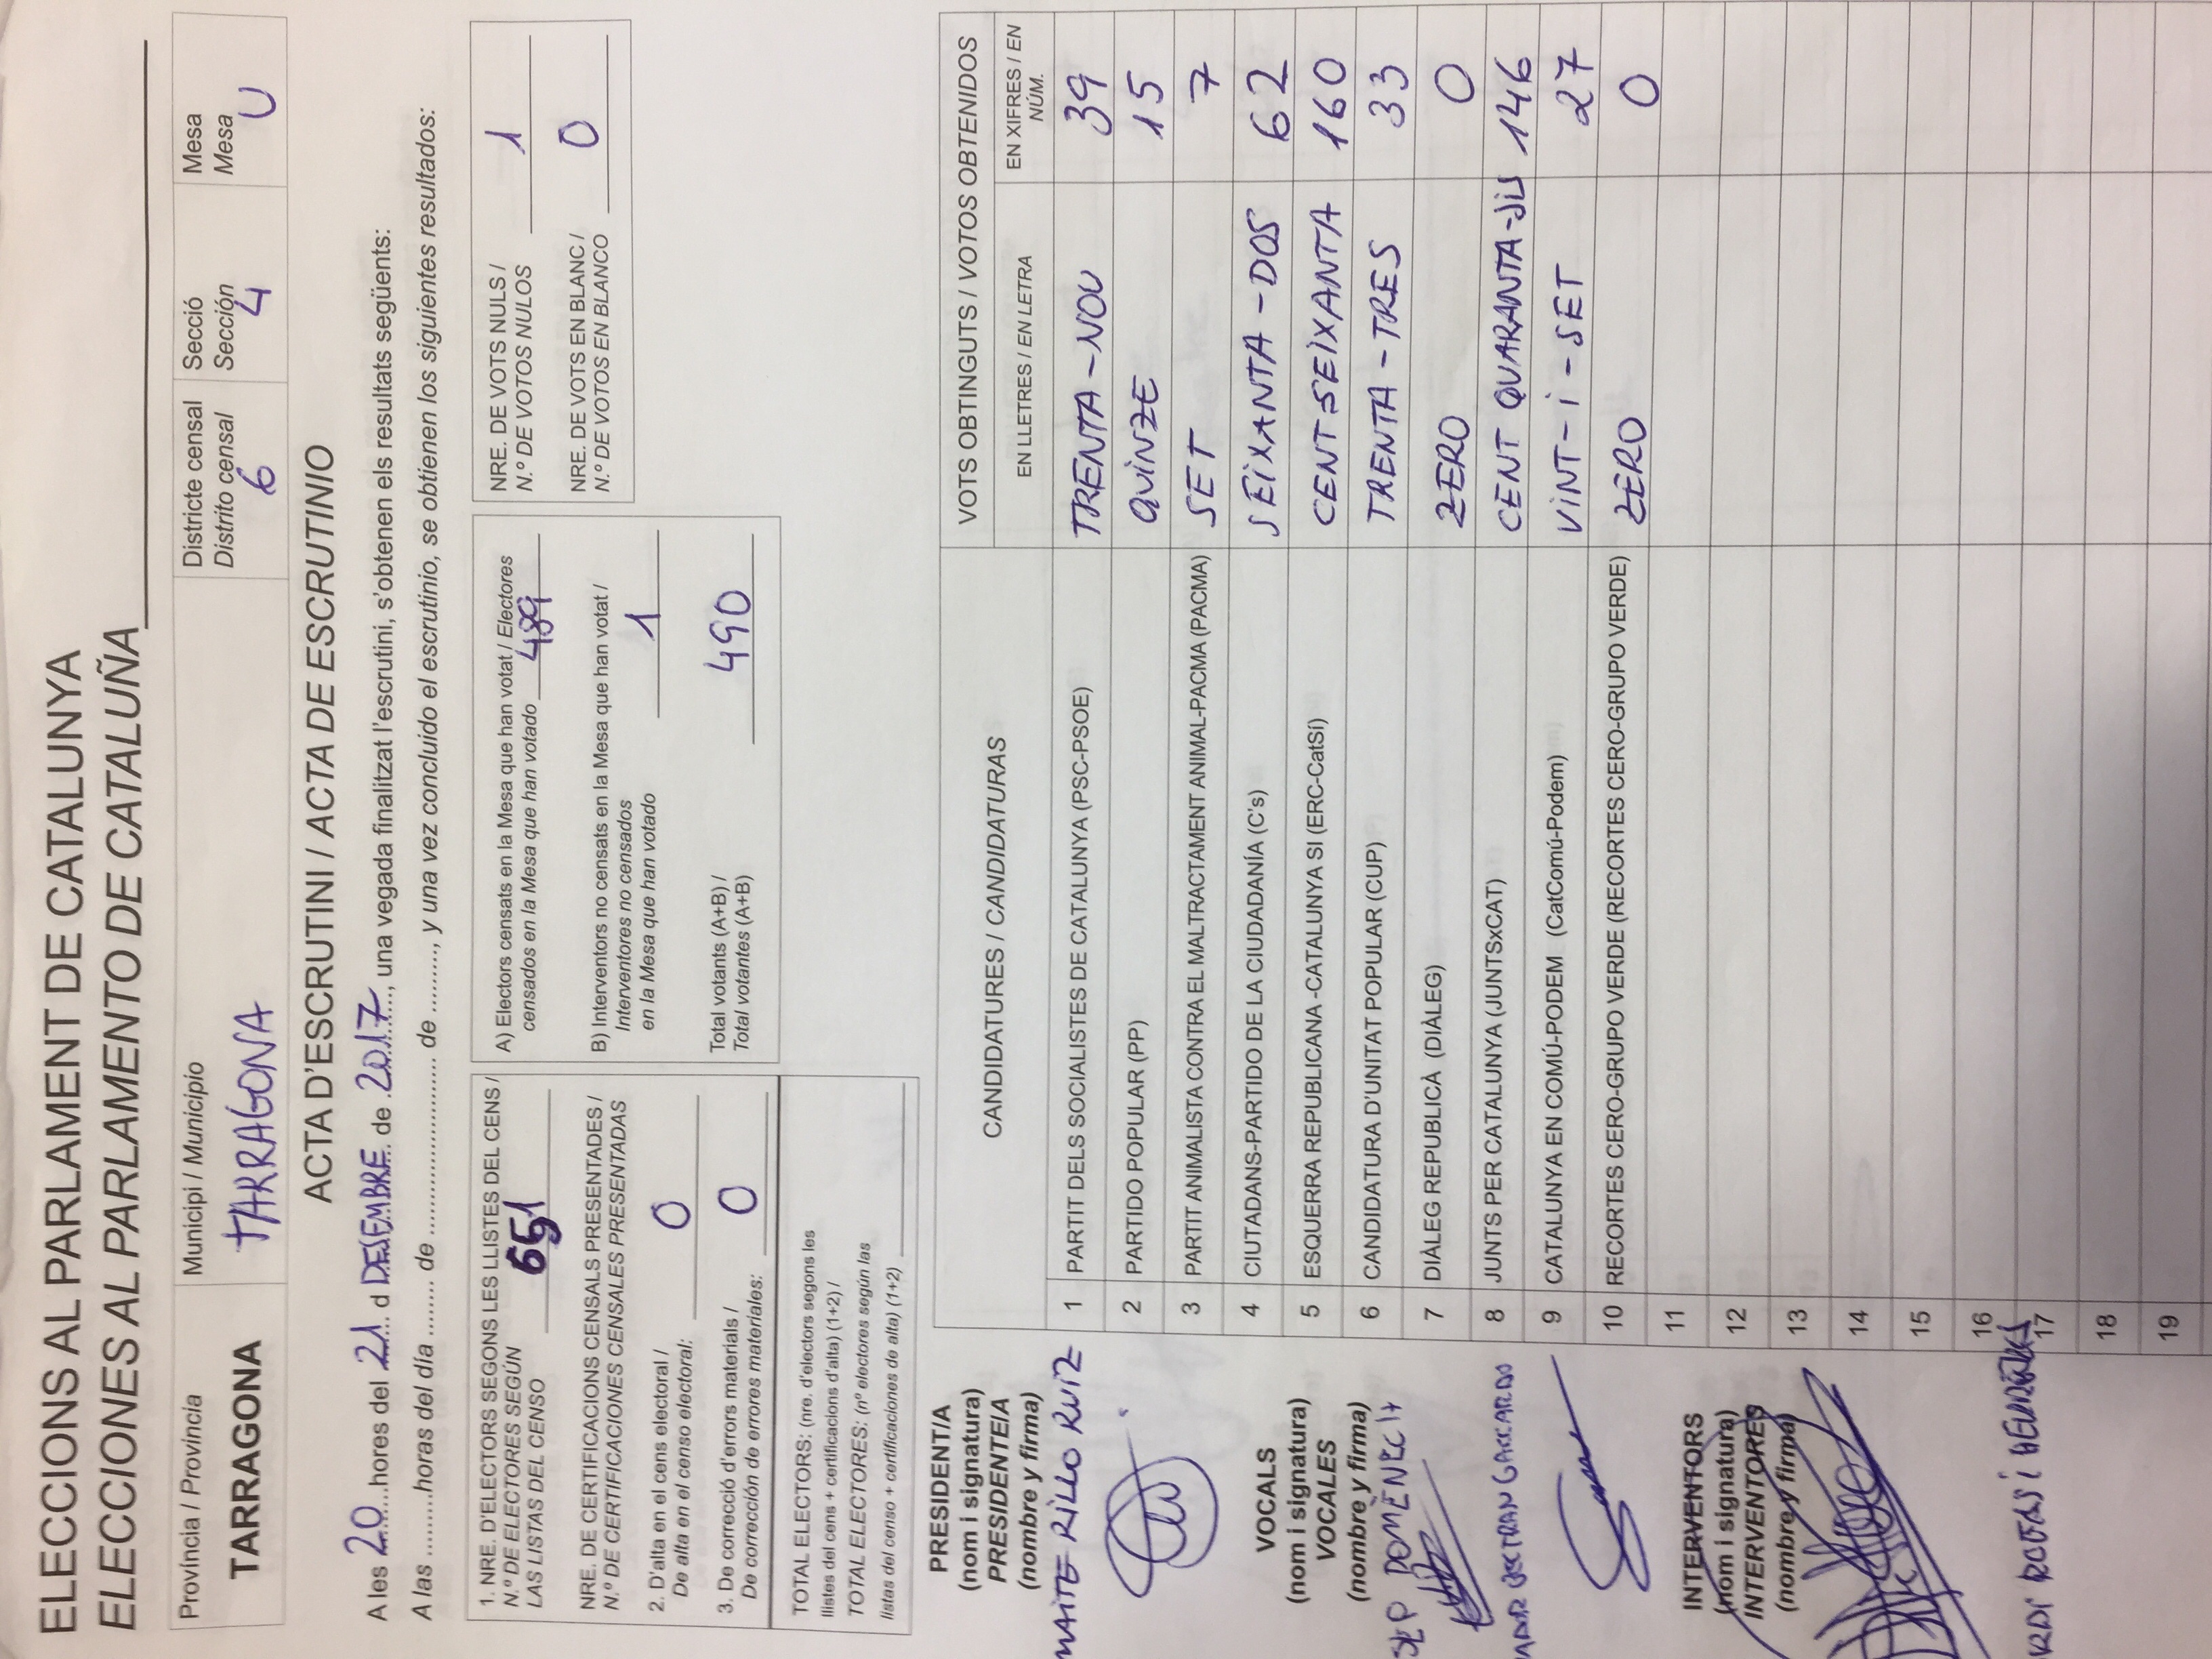 ELECCIONS AL PARLAMENT DE CATALUNYA
ELECCIONES AL PARLAMENTO DE CATALUÑA
Província / Provincia
TARRAGONA
Municipi / Municipio
TARRAGONA
Districte censal
Distrito censal
6
Secció
Sección
4
Mesa
Mesa
U
ACTA D'ESCRUTINI / ACTA DE ESCRUTINIO
A les 20 hores del 21 d DESEMBRE de 2017, una vegada finalitzat l'escrutini, s'obtenen els resultats següents:
A las .........horas del día ........ de .......................... de ........., y una vez concluido el escrutinio, se obtienen los siguientes resultados:
1. NRE. D'ELECTORS SEGONS LES LLISTES DEL CENS /
N.º DE ELECTORES SEGÚN
LAS LISTAS DEL CENSO 651
NRE. DE CERTIFICACIONS CENSALS PRESENTADES /
N.º DE CERTIFICACIONES CENSALES PRESENTADAS
2. D'alta en el cens electoral /
De alta en el censo electoral: 0
3. De correcció d'errors materials /
De corrección de errores materiales: 0
TOTAL ELECTORS: (nre. d'electors segons les
llistes del cens + certificacions d'alta) (1+2) /
TOTAL ELECTORES: (nº electores según las
listas del censo + certificaciones de alta) (1+2)
A) Electors censats en la Mesa que han votat / Electores
censados en la Mesa que han votado 489
B) Interventors no censats en la Mesa que han votat /
Interventores no censados
en la Mesa que han votado 1
Total votants (A+B) /
Total votantes (A+B) 490
NRE. DE VOTS NULS /
N.º DE VOTOS NULOS 1
NRE. DE VOTS EN BLANC /
N.º DE VOTOS EN BLANCO 0
PRESIDENT/A
(nom i signatura)
PRESIDENTE/A
(nombre y firma)
MAITE RILLO RUIZ
VOCALS
(nom i signatura)
VOCALES
(nombre y firma)
DOMÈNECH
BELTRAN
INTERVENTORS
(nom i signatura)
INTERVENTORES
(nombre y firma)
CANDIDATURES / CANDIDATURAS
VOTS OBTINGUTS / VOTOS OBTENIDOS
EN LLETRES / EN LETRA
EN XIFRES / EN
NÚM.
1 PARTIT DELS SOCIALISTES DE CATALUNYA (PSC-PSOE) TRENTA-NOU 39
2 PARTIDO POPULAR (PP) QUINZE 15
3 PARTIT ANIMALISTA CONTRA EL MALTRACTAMENT ANIMAL-PACMA (PACMA) SET 7
4 CIUTADANS-PARTIDO DE LA CIUDADANÍA (C's) SEIXANTA-DOS 62
5 ESQUERRA REPUBLICANA -CATALUNYA SI (ERC-CatSí) CENT SEIXANTA 160
6 CANDIDATURA D'UNITAT POPULAR (CUP) TRENTA-TRES 33
7 DIÀLEG REPUBLICÀ (DIÀLEG) ZERO 0
8 JUNTS PER CATALUNYA (JUNTSxCAT) CENT QUARANTA-SIS 146
9 CATALUNYA EN COMÚ-PODEM (CatComú-Podem) VINT-I-SET 27
10 RECORTES CERO-GRUPO VERDE (RECORTES CERO-GRUPO VERDE) ZERO 0
11
12
13
14
15
16
17
18
19